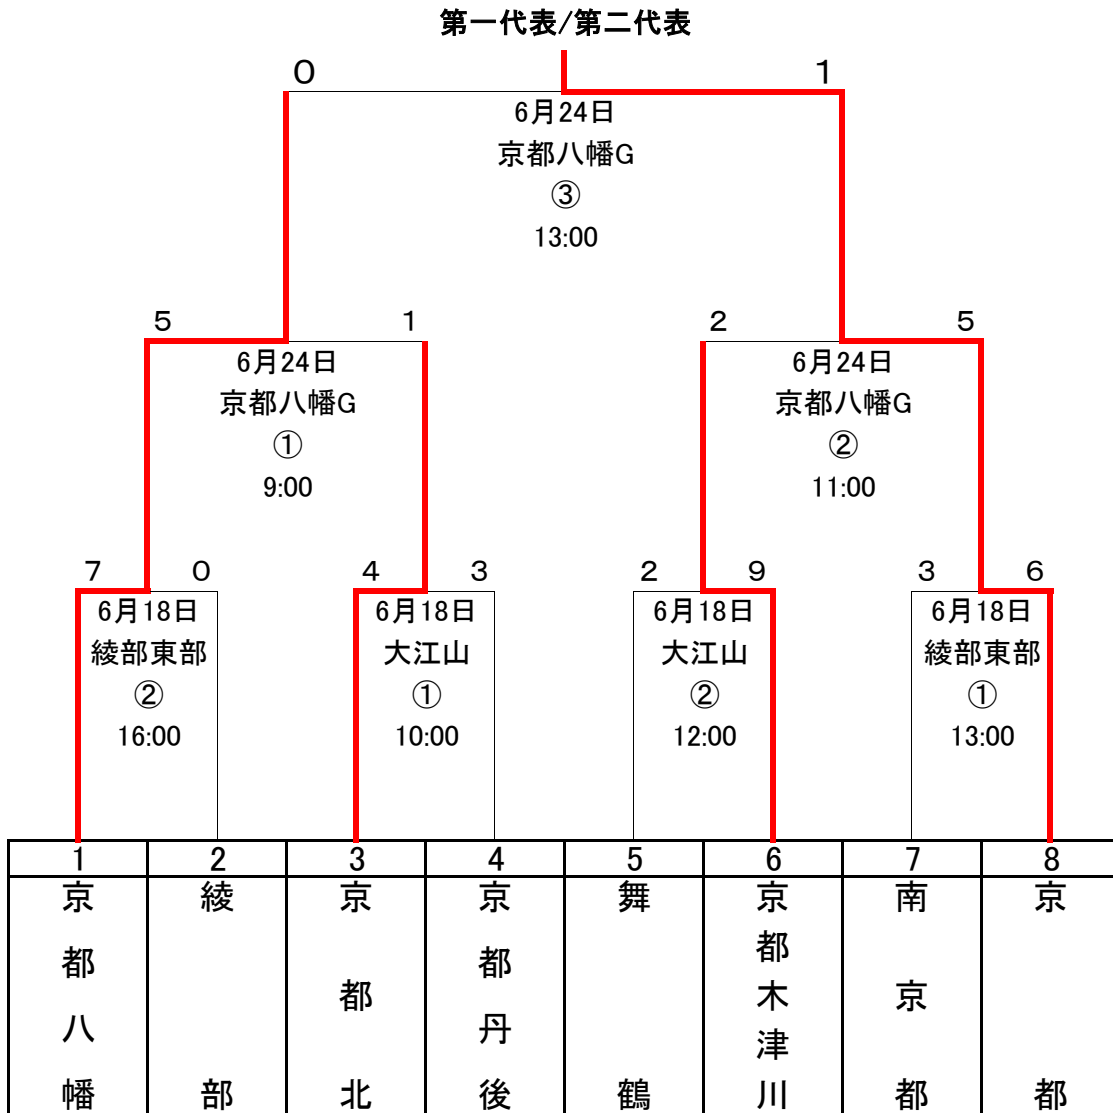 第一代表/第二代表
0 1
6月24日
京都八幡G
③
13:00
5 1 2 5
6月24日 6月24日
京都八幡G 京都八幡G
① ②
9:00 11:00
7 0 4 3 2 9 3 6
6月18日 6月18日 6月18日 6月18日
綾部東部 大江山 大江山 綾部東部
② ① ② ①
16:00 10:00 12:00 13:00
1 2 3 4 5 6 7 8
京都八幡
綾部
京都北
京都丹後
舞鶴
京都木津川
南京都
京都